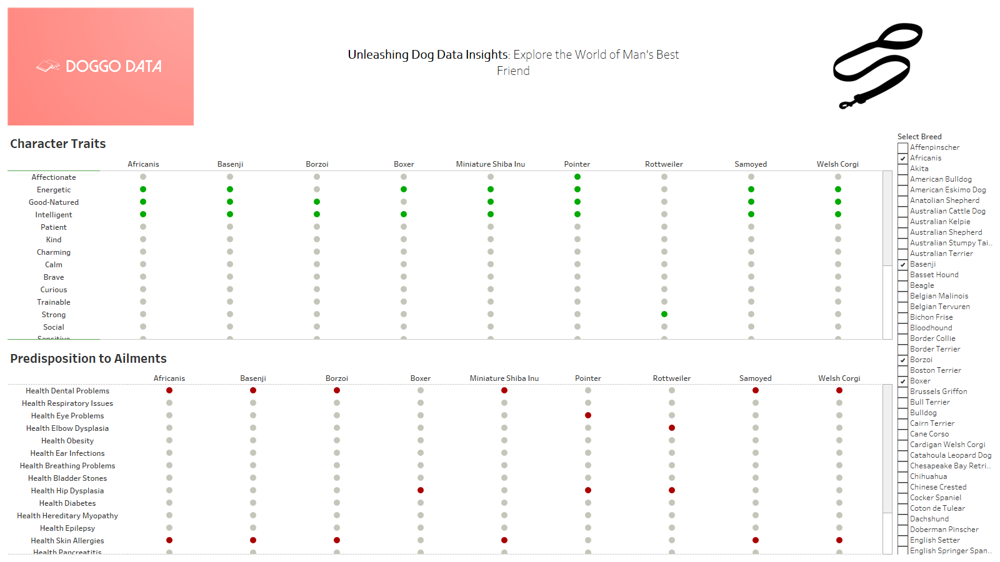 DOGGO DATA
Unleashing Dog Data Insights: Explore the World of Man's Best
Friend
Character Traits
Africanis Basenji Borzoi Boxer Miniature Shiba Inu Pointer Rottweiler Samoyed Welsh Corgi
Affectionate
Energetic
Good-Natured
Intelligent
Patient
Kind
Charming
Calm
Brave
Curious
Trainable
Strong
Social
Sensitive
Predisposition to Ailments
Africanis Basenji Borzoi Boxer Miniature Shiba Inu Pointer Rottweiler Samoyed Welsh Corgi
Health Dental Problems
Health Respiratory Issues
Health Eye Problems
Health Elbow Dysplasia
Health Obesity
Health Ear Infections
Health Breathing Problems
Health Bladder Stones
Health Hip Dysplasia
Health Diabetes
Health Hereditary Myopathy
Health Epilepsy
Health Skin Allergies
Health Pancreatitis
Select Breed
Affenpinscher
Africanis
Akita
American Bulldog
American Eskimo Dog
Anatolian Shepherd
Australian Cattle Dog
Australian Kelpie
Australian Shepherd
Australian Stumpy Tai..
Australian Terrier
Basenji
Basset Hound
Beagle
Belgian Malinois
Belgian Tervuren
Bichon Frise
Bloodhound
Border Collie
Border Terrier
Borzoi
Boston Terrier
Boxer
Brussels Griffon
Bull Terrier
Bulldog
Cairn Terrier
Cane Corso
Cardigan Welsh Corgi
Catahoula Leopard Dog
Chesapeake Bay Retri..
Chihuahua
Chinese Crested
Cocker Spaniel
Coton de Tulear
Dachshund
Doberman Pinscher
English Setter
English Springer Span..